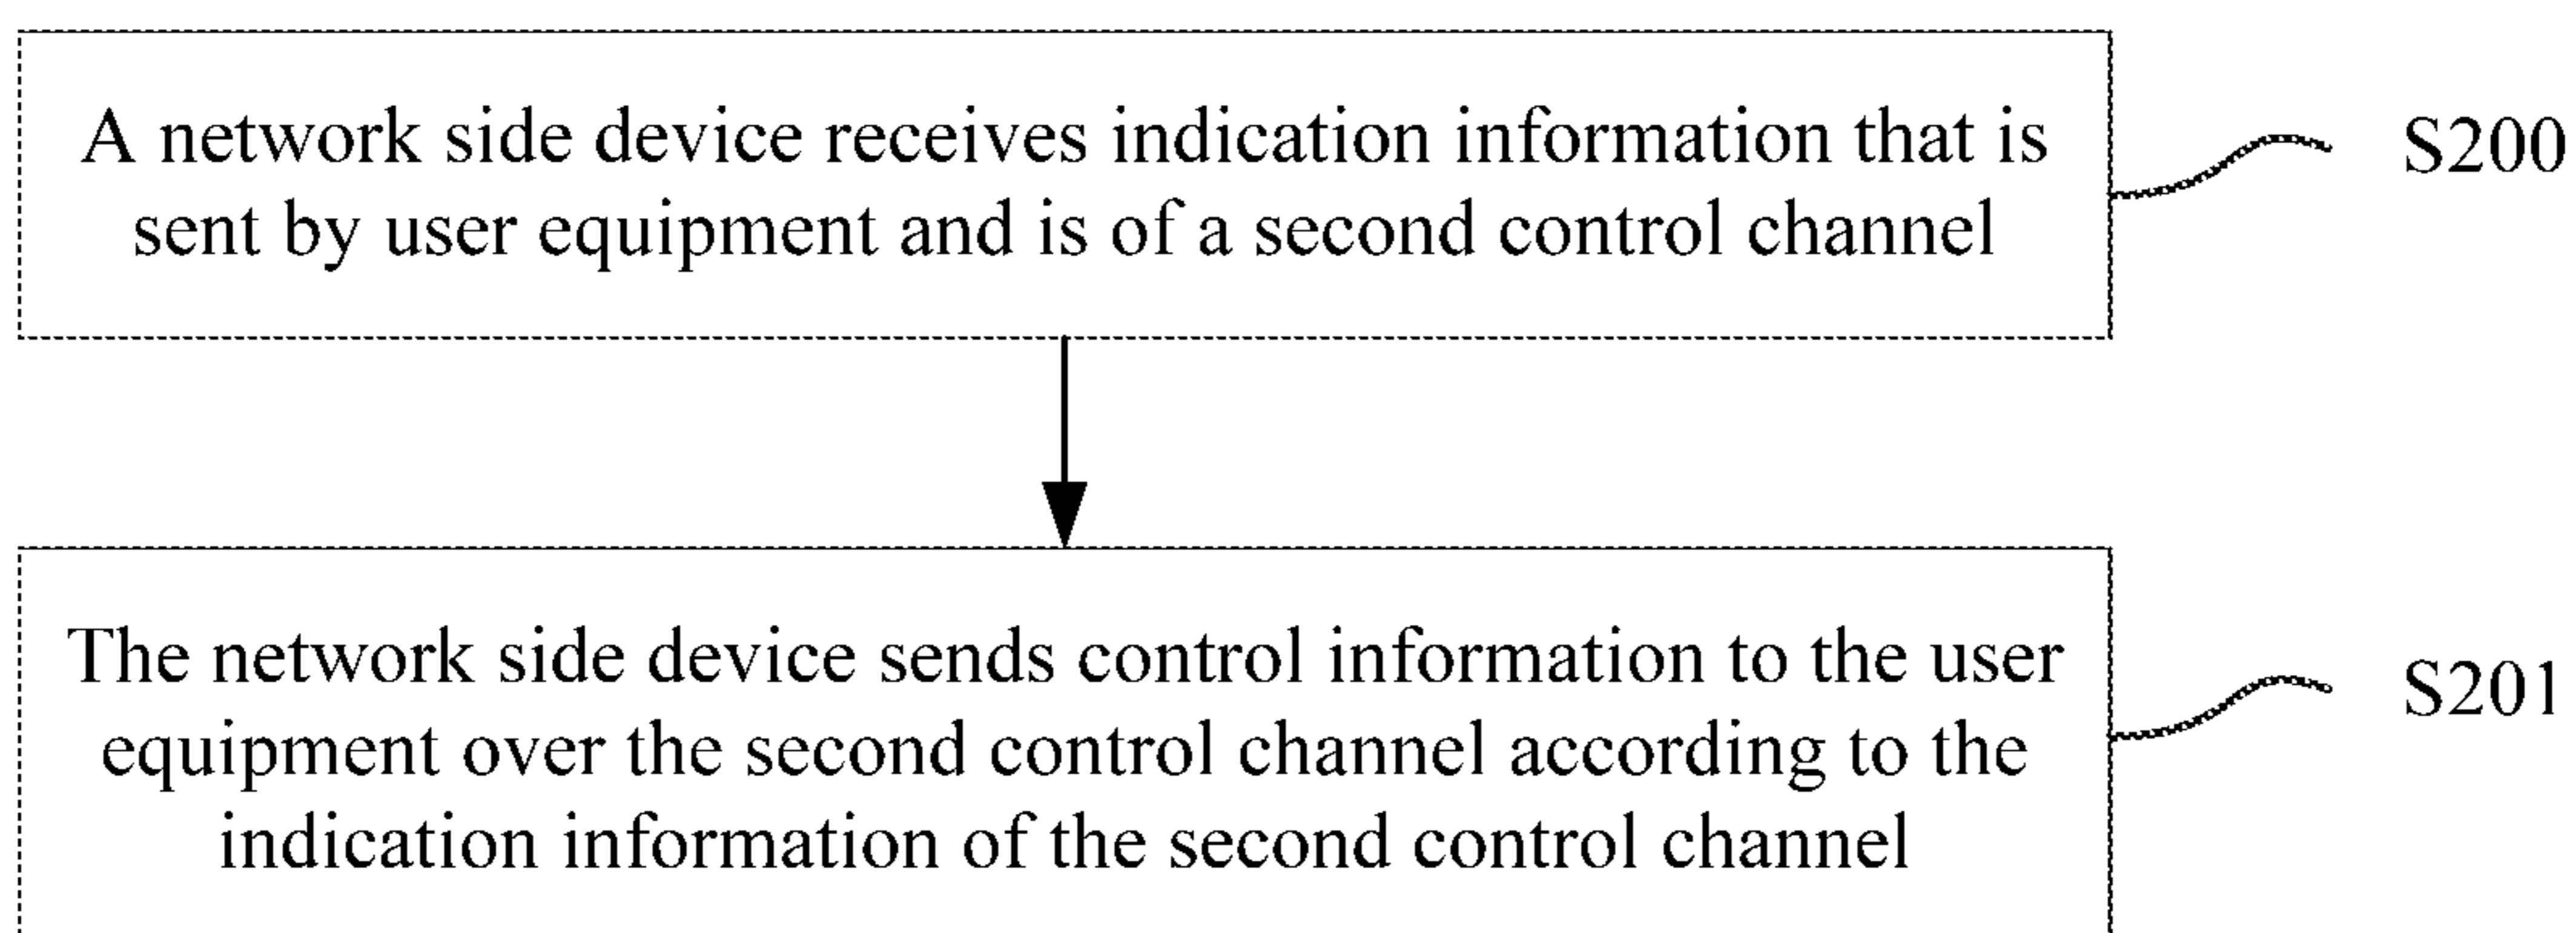 A network side device receives indication information that is
sent by user equipment and is of a second control channel
S200
The network side device sends control information to the user
equipment over the second control channel according to the
indication information of the second control channel
S201